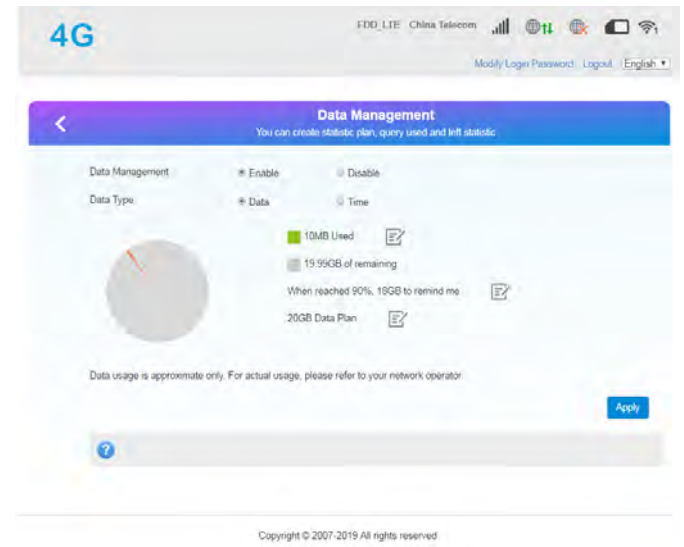 4G
FDD_LTE China Telecom
1
Modify Login Password Logout English
Data Management
You can create statistic plan, query used and left statistic
Data Management Enable Disable
Data Type Data Time
10MB Used
19.99GB of remaining
When reached 90%, 18GB to remind me
20GB Data Plan
Data usage is approximate only. For actual usage, please refer to your network operator
Apply
?
Copyright © 2007-2019 All rights reserved